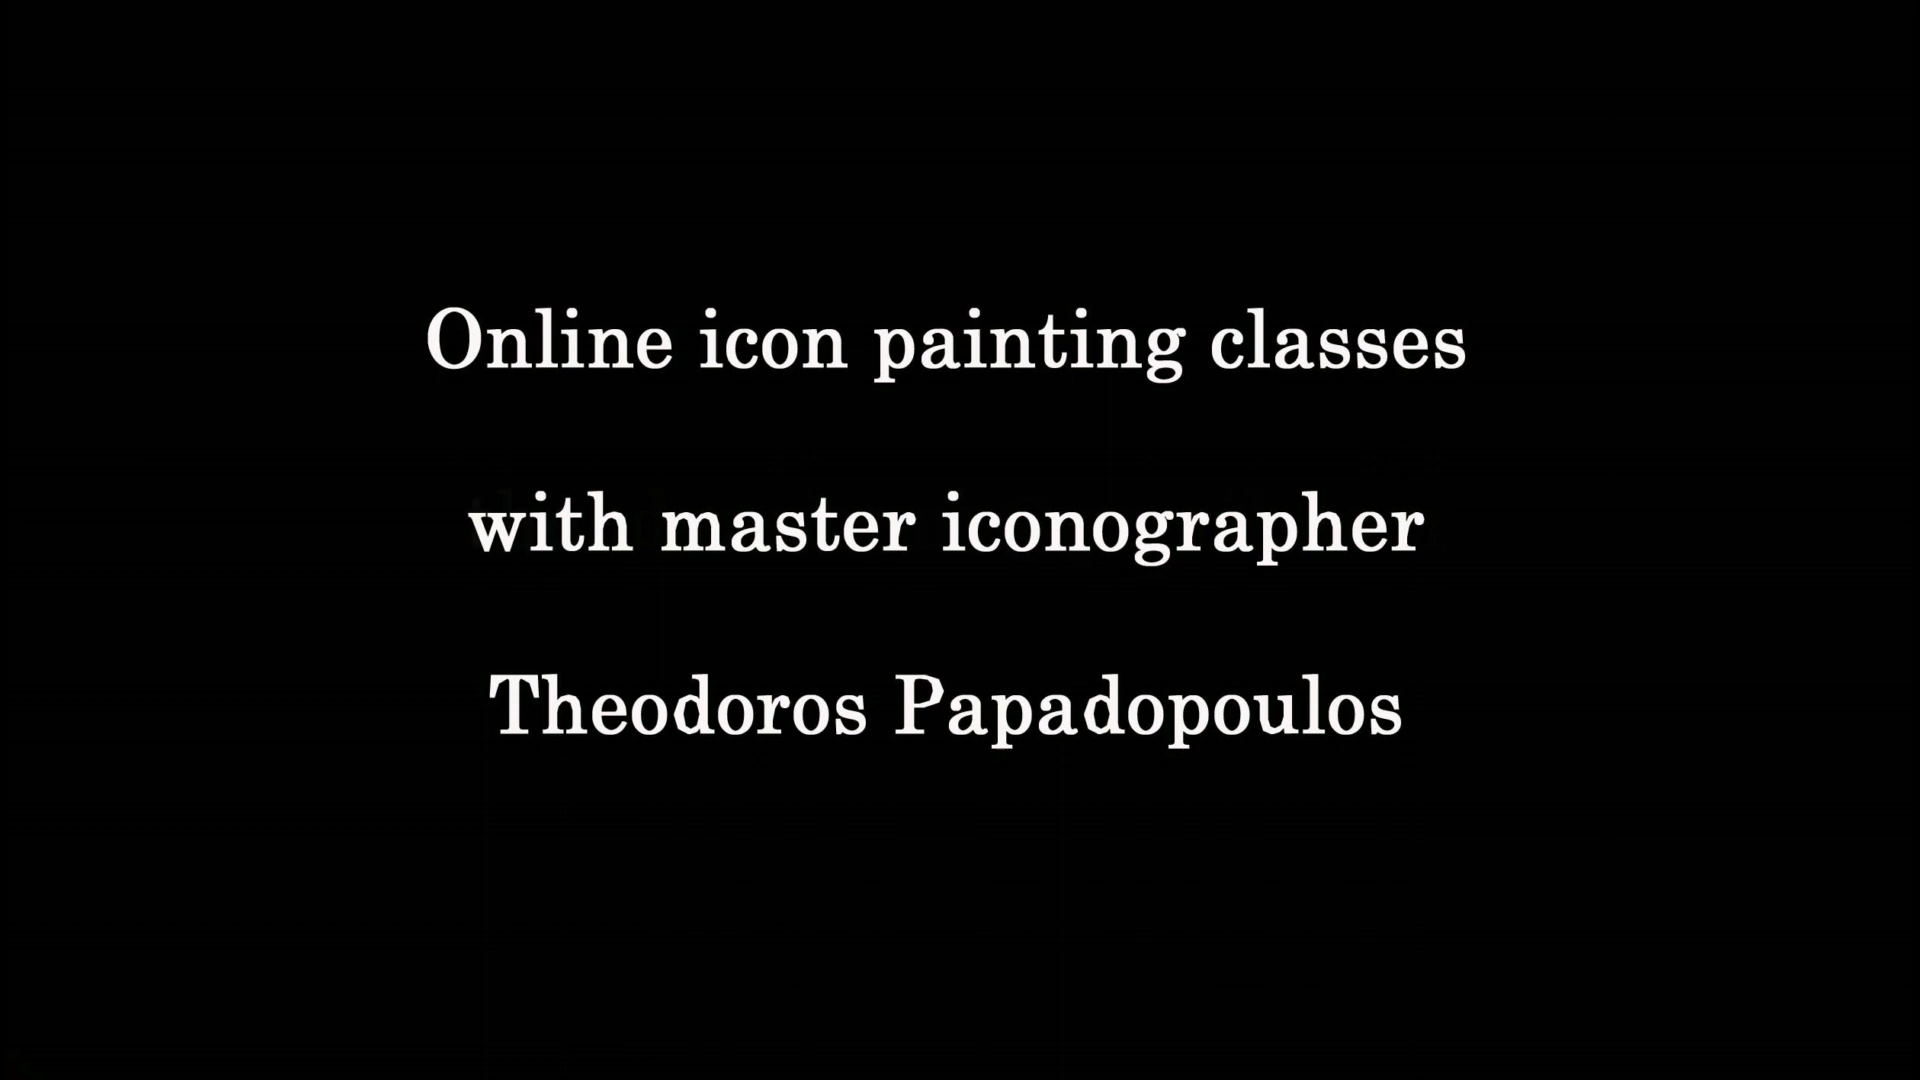 Online icon painting classes
with master iconographer
Theodoros Papadopoulos